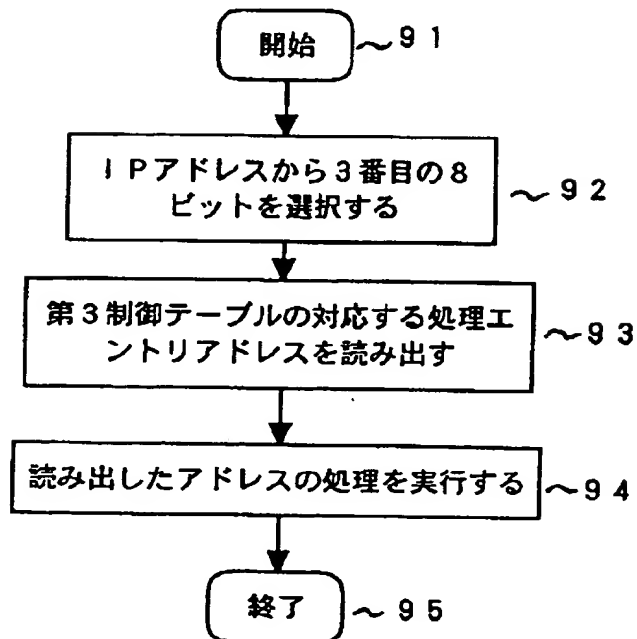 開始 ～91
IPアドレスから3番目の8
ビットを選択する ～92
第3制御テーブルの対応する処理エ
ントリアドレスを読み出す ～93
読み出したアドレスの処理を実行する ～94
終了 ～95